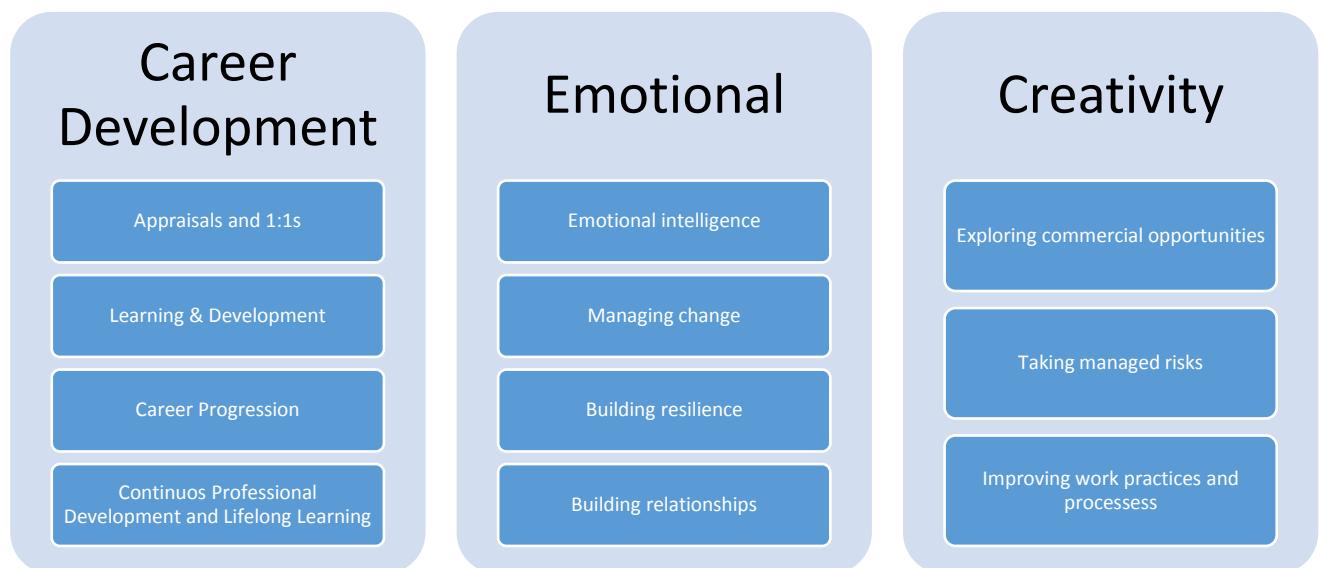 Career
Development
Appraisals and 1:1s
Learning & Development
Career Progression
Continuos Professional
Development and Lifelong Learning
Emotional
Emotional intelligence
Managing change
Building resilience
Building relationships
Creativity
Exploring commercial opportunities
Taking managed risks
Improving work practices and
processess